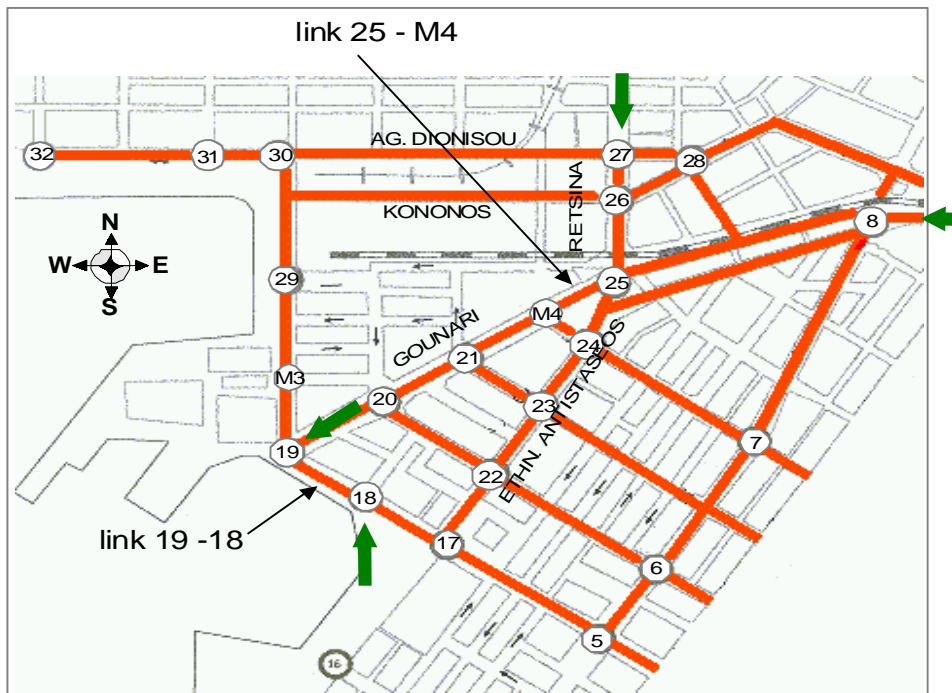 link 25 - M4
AG. DIONISOU
32
31
30
27
28
RETSINA
26
KONONOS
8
N
W
E
S
29
25
M4
GOUNARI
24
21
M3
20
23
ETHN. ANTISTASEOS
7
19
22
18
link 19 -18
17
6
5
16